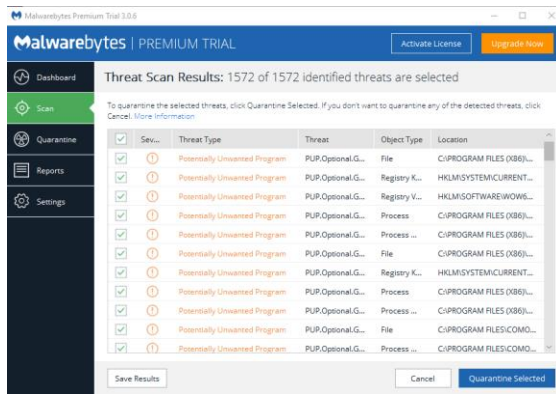 Malwarebytes Premium Trial 3.0.6
Malwarebytes | PREMIUM TRIAL
Activate License
Upgrade Now
Dashboard
Scan
Quarantine
Reports
Settings
Threat Scan Results: 1572 of 1572 identified threats are selected
To quarantine the selected threats, click Quarantine Selected. If you don't want to quarantine any of the detected threats, click
Cancel. More Information
Sev... Threat Type Threat Object Type Location
Potentially Unwanted Program PUP.Optional.G... File C:\PROGRAM FILES (X86)\...
Potentially Unwanted Program PUP.Optional.G... Registry K... HKLM\SYSTEM\CURRENT...
Potentially Unwanted Program PUP.Optional.G... Registry V... HKLM\SOFTWARE\WOW6...
Potentially Unwanted Program PUP.Optional.G... Process C:\PROGRAM FILES (X86)\...
Potentially Unwanted Program PUP.Optional.G... Process ... C:\PROGRAM FILES (X86)\...
Potentially Unwanted Program PUP.Optional.G... File C:\PROGRAM FILES (X86)\...
Potentially Unwanted Program PUP.Optional.G... Registry K... HKLM\SYSTEM\CURRENT...
Potentially Unwanted Program PUP.Optional.G... Process C:\PROGRAM FILES (X86)\...
Potentially Unwanted Program PUP.Optional.G... Process ... C:\PROGRAM FILES (X86)\...
Potentially Unwanted Program PUP.Optional.G... File C:\PROGRAM FILES\COMO...
Potentially Unwanted Program PUP.Optional.G... Process ... C:\PROGRAM FILES\COMO...
Save Results
Cancel
Quarantine Selected